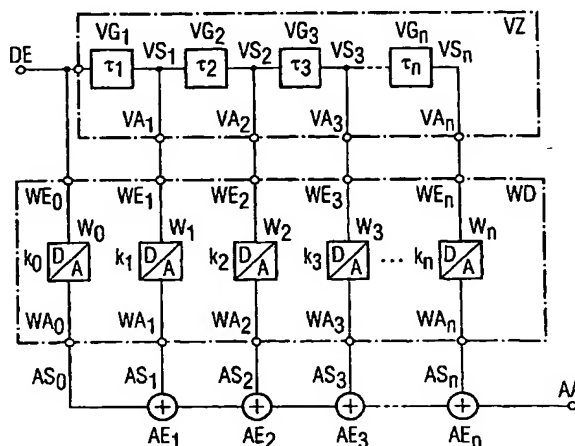 VG₁ VG₂ VG₃ VGₙ VZ
DE VS₁ VS₂ VS₃ VSₙ
τ₁ τ₂ τ₃ τₙ
VA₁ VA₂ VA₃ VAₙ
WE₀ WE₁ WE₂ WE₃ WEₙ WD
W₀ W₁ W₂ W₃ Wₙ
k₀ D/A k₁ D/A k₂ D/A k₃ D/A ... kₙ D/A
WA₀ WA₁ WA₂ WA₃ WAₙ
AS₀ AS₁ AS₂ AS₃ ASₙ AA
+ + + +
AE₁ AE₂ AE₃ AEₙ